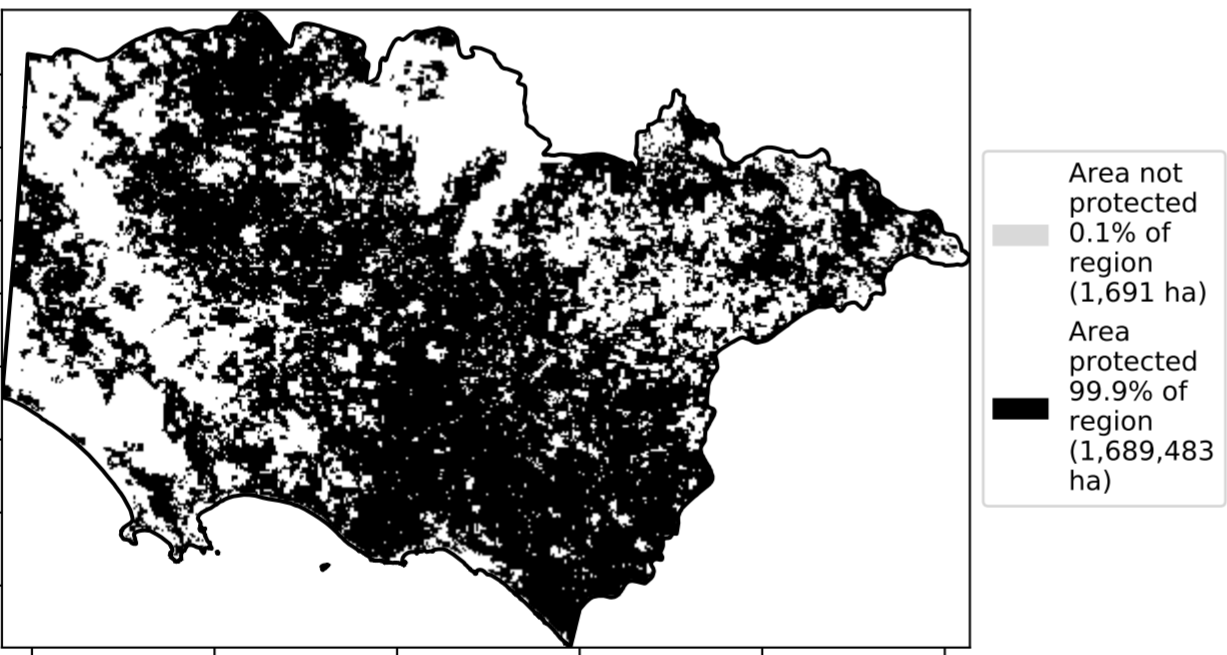 Area not
protected
0.1% of
region
(1,691 ha)
Area
protected
99.9% of
region
(1,689,483
ha)